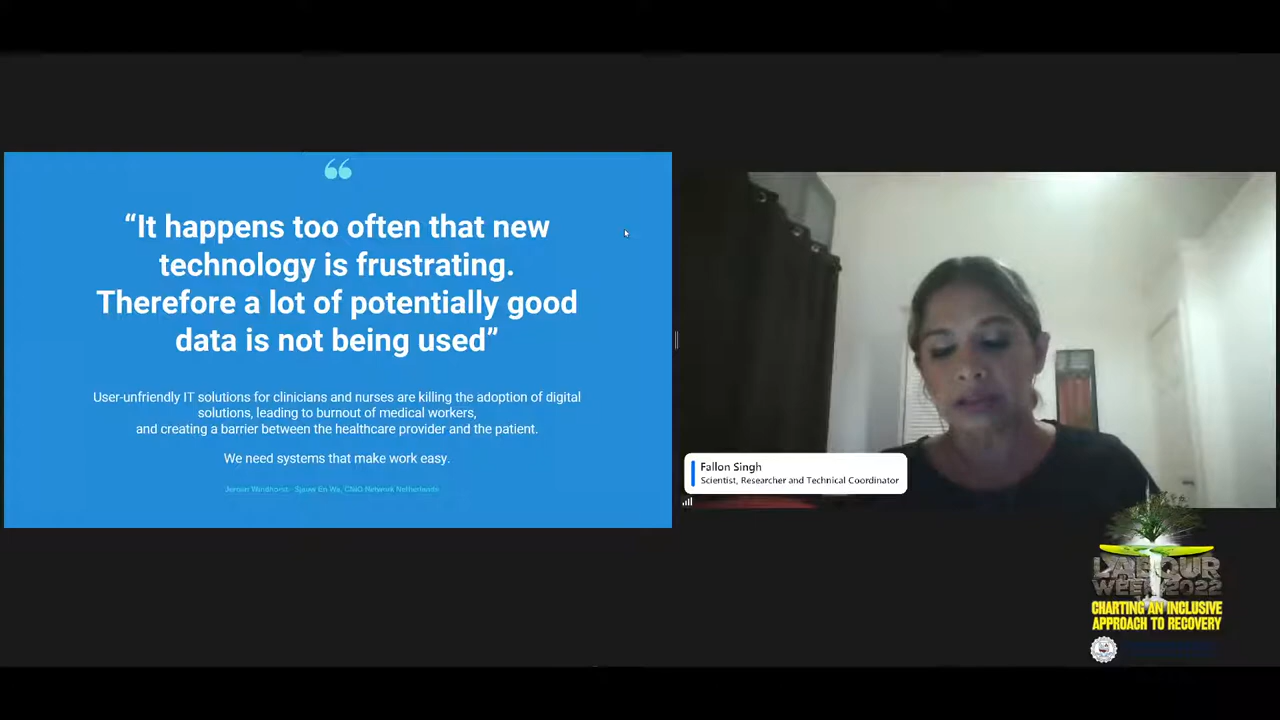 “It happens too often that new
technology is frustrating.
Therefore a lot of potentially good
data is not being used”
User-unfriendly IT solutions for clinicians and nurses are killing the adoption of digital
solutions, leading to burnout of medical workers,
and creating a barrier between the healthcare provider and the patient.
We need systems that make work easy.
Fallon Singh
Scientist, Researcher and Technical Coordinator
LABOUR
WEEK 2022
CHARTING AN INCLUSIVE
APPROACH TO RECOVERY